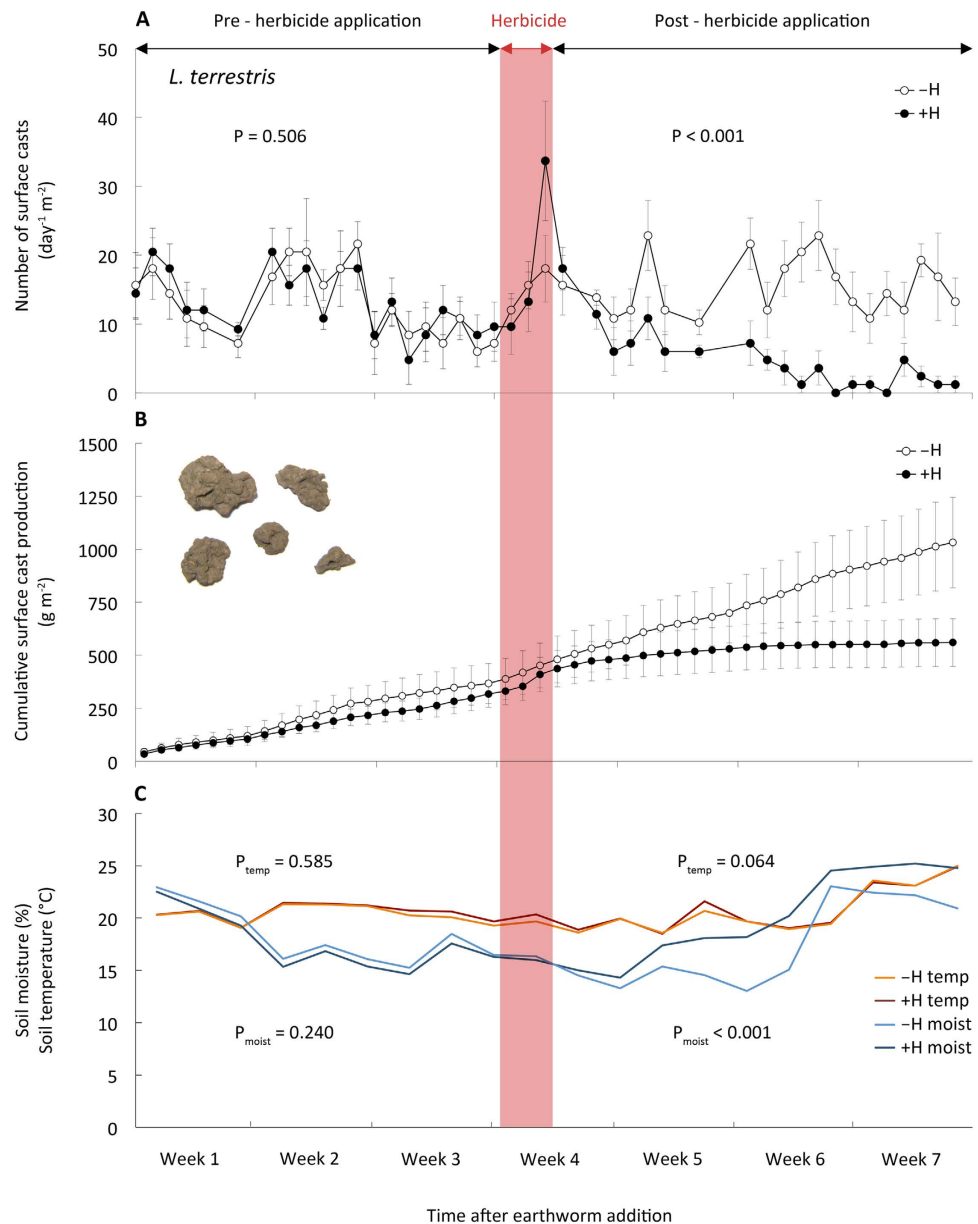 A
Pre - herbicide application
Herbicide
Post - herbicide application
50
40
30
20
10
0
Number of surface casts
(day⁻¹ m⁻²)
L. terrestris
P = 0.506
P < 0.001
–H
+H
B
1500
1250
1000
750
500
250
0
Cumulative surface cast production
(g m⁻²)
–H
+H
C
30
25
20
15
10
5
0
Soil moisture (%)
Soil temperature (°C)
P temp = 0.585
P temp = 0.064
P moist = 0.240
P moist < 0.001
–H temp
+H temp
–H moist
+H moist
Week 1
Week 2
Week 3
Week 4
Week 5
Week 6
Week 7
Time after earthworm addition